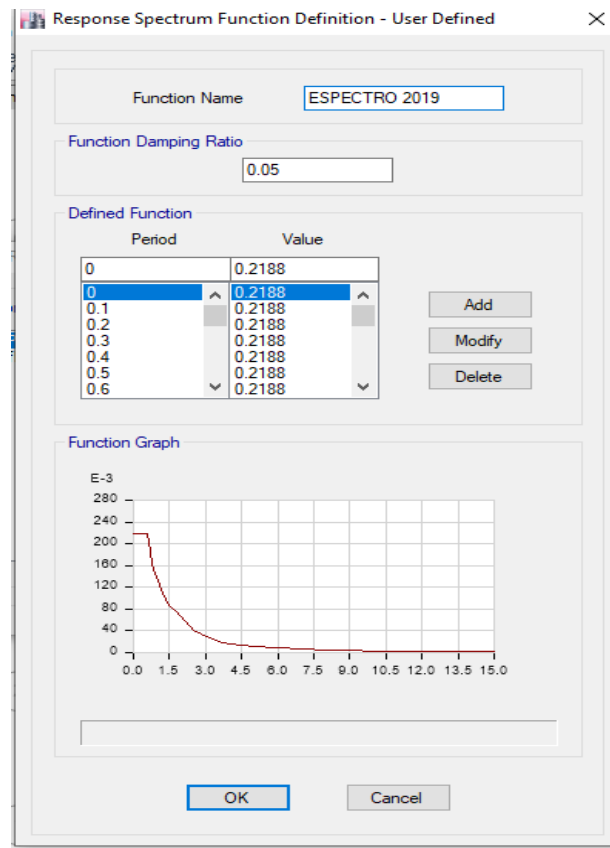 Response Spectrum Function Definition - User Defined
Function Name ESPECTRO 2019
Function Damping Ratio
0.05
Defined Function
Period Value
0 0.2188
0 0.2188
0.1 0.2188
0.2 0.2188
0.3 0.2188
0.4 0.2188
0.5 0.2188
0.6 0.2188
Add
Modify
Delete
Function Graph
E-3
280
240
200
160
120
80
40
0
0.0 1.5 3.0 4.5 6.0 7.5 9.0 10.5 12.0 13.5 15.0
OK Cancel